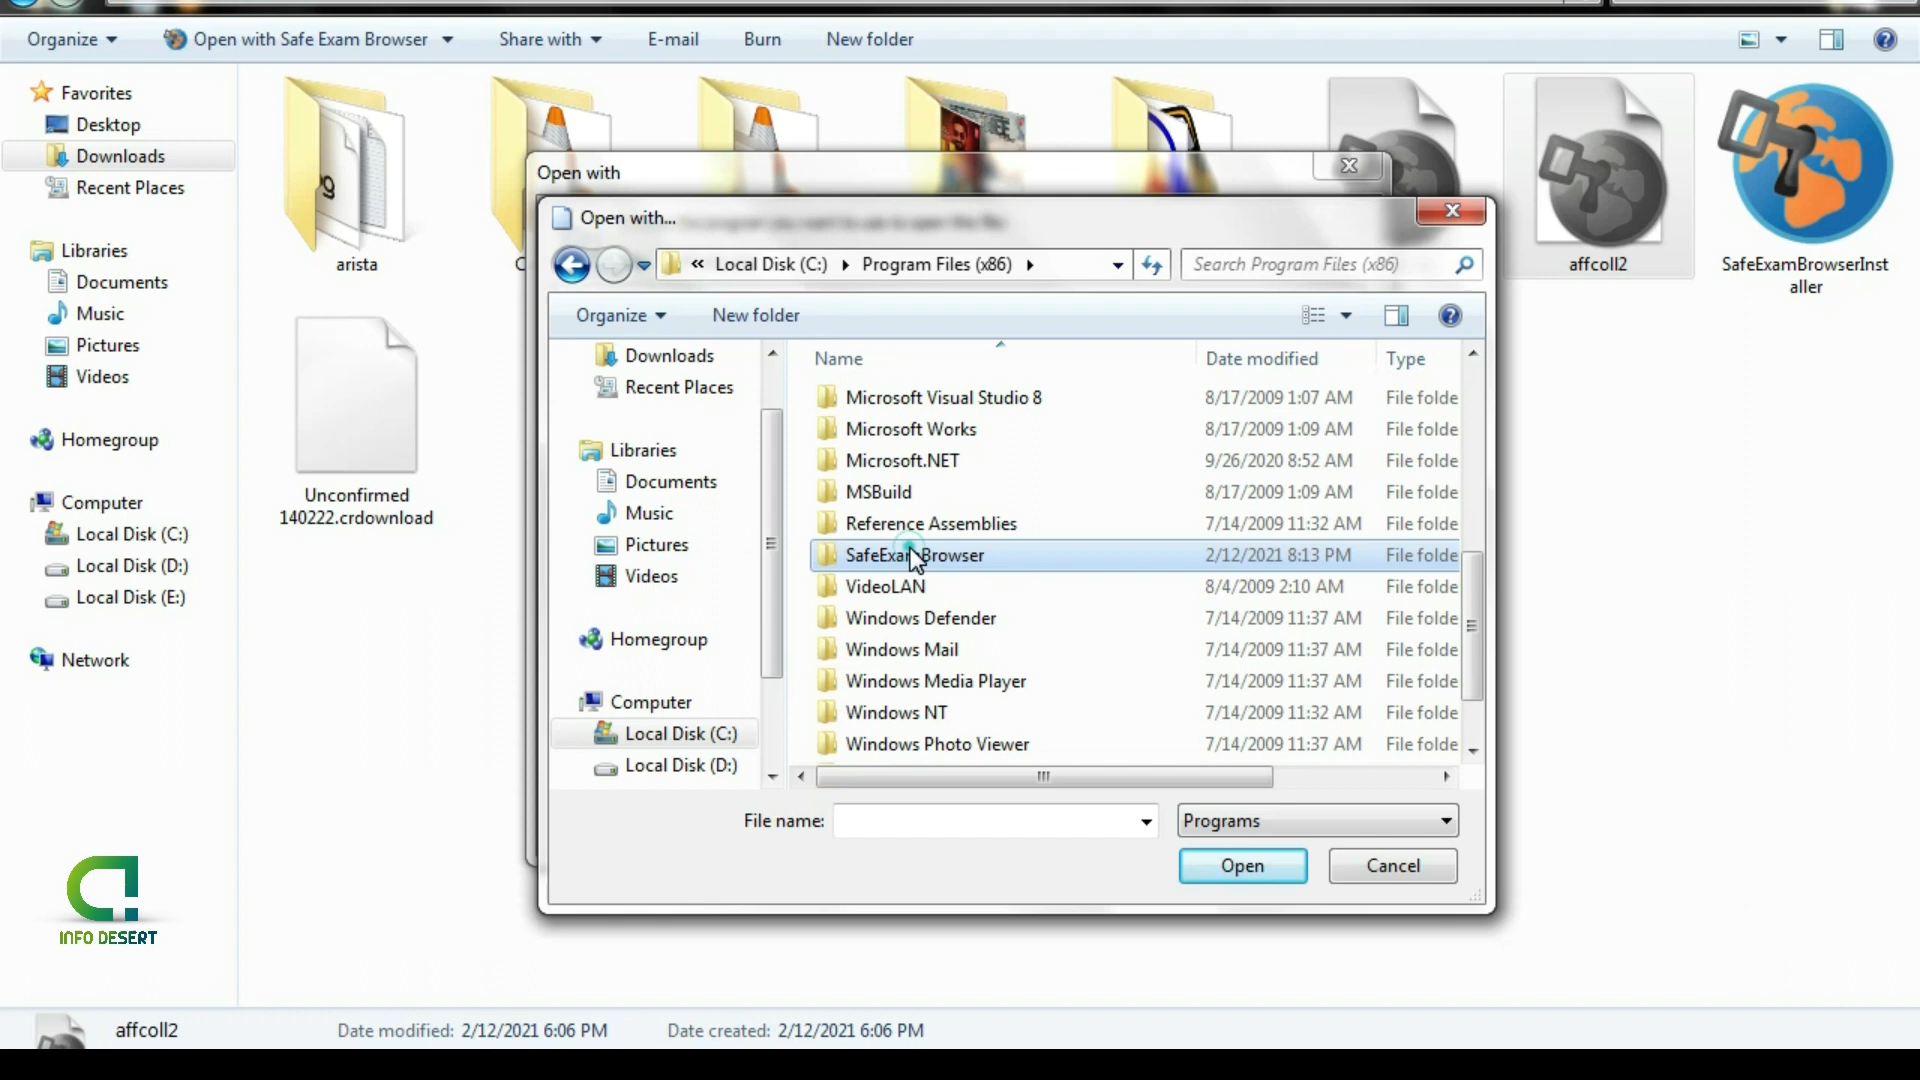 Organize
Open with Safe Exam Browser
Share with
E-mail
Burn
New folder
Favorites
Desktop
Downloads
Recent Places
Libraries
Documents
Music
Pictures
Videos
Homegroup
Computer
Local Disk (C:)
Local Disk (D:)
Local Disk (E:)
Network
INFO DESERT
arista
affcoll2
SafeExamBrowserInst
aller
Unconfirmed
140222.crdownload
Open with
Open with...
« Local Disk (C:) Program Files (x86)
Search Program Files (x86)
Organize
New folder
Downloads
Recent Places
Libraries
Documents
Music
Pictures
Videos
Homegroup
Computer
Local Disk (C:)
Local Disk (D:)
Name Date modified Type
Microsoft Visual Studio 8 8/17/2009 1:07 AM File folde
Microsoft Works 8/17/2009 1:09 AM File folde
Microsoft.NET 9/26/2020 8:52 AM File folde
MSBuild 8/17/2009 1:09 AM File folde
Reference Assemblies 7/14/2009 11:32 AM File folde
SafeExamBrowser 2/12/2021 8:13 PM File folde
VideoLAN 8/4/2009 2:10 AM File folde
Windows Defender 7/14/2009 11:37 AM File folde
Windows Mail 7/14/2009 11:37 AM File folde
Windows Media Player 7/14/2009 11:37 AM File folde
Windows NT 7/14/2009 11:32 AM File folde
Windows Photo Viewer 7/14/2009 11:37 AM File folde
File name:
Programs
Open
Cancel
affcoll2 Date modified: 2/12/2021 6:06 PM Date created: 2/12/2021 6:06 PM